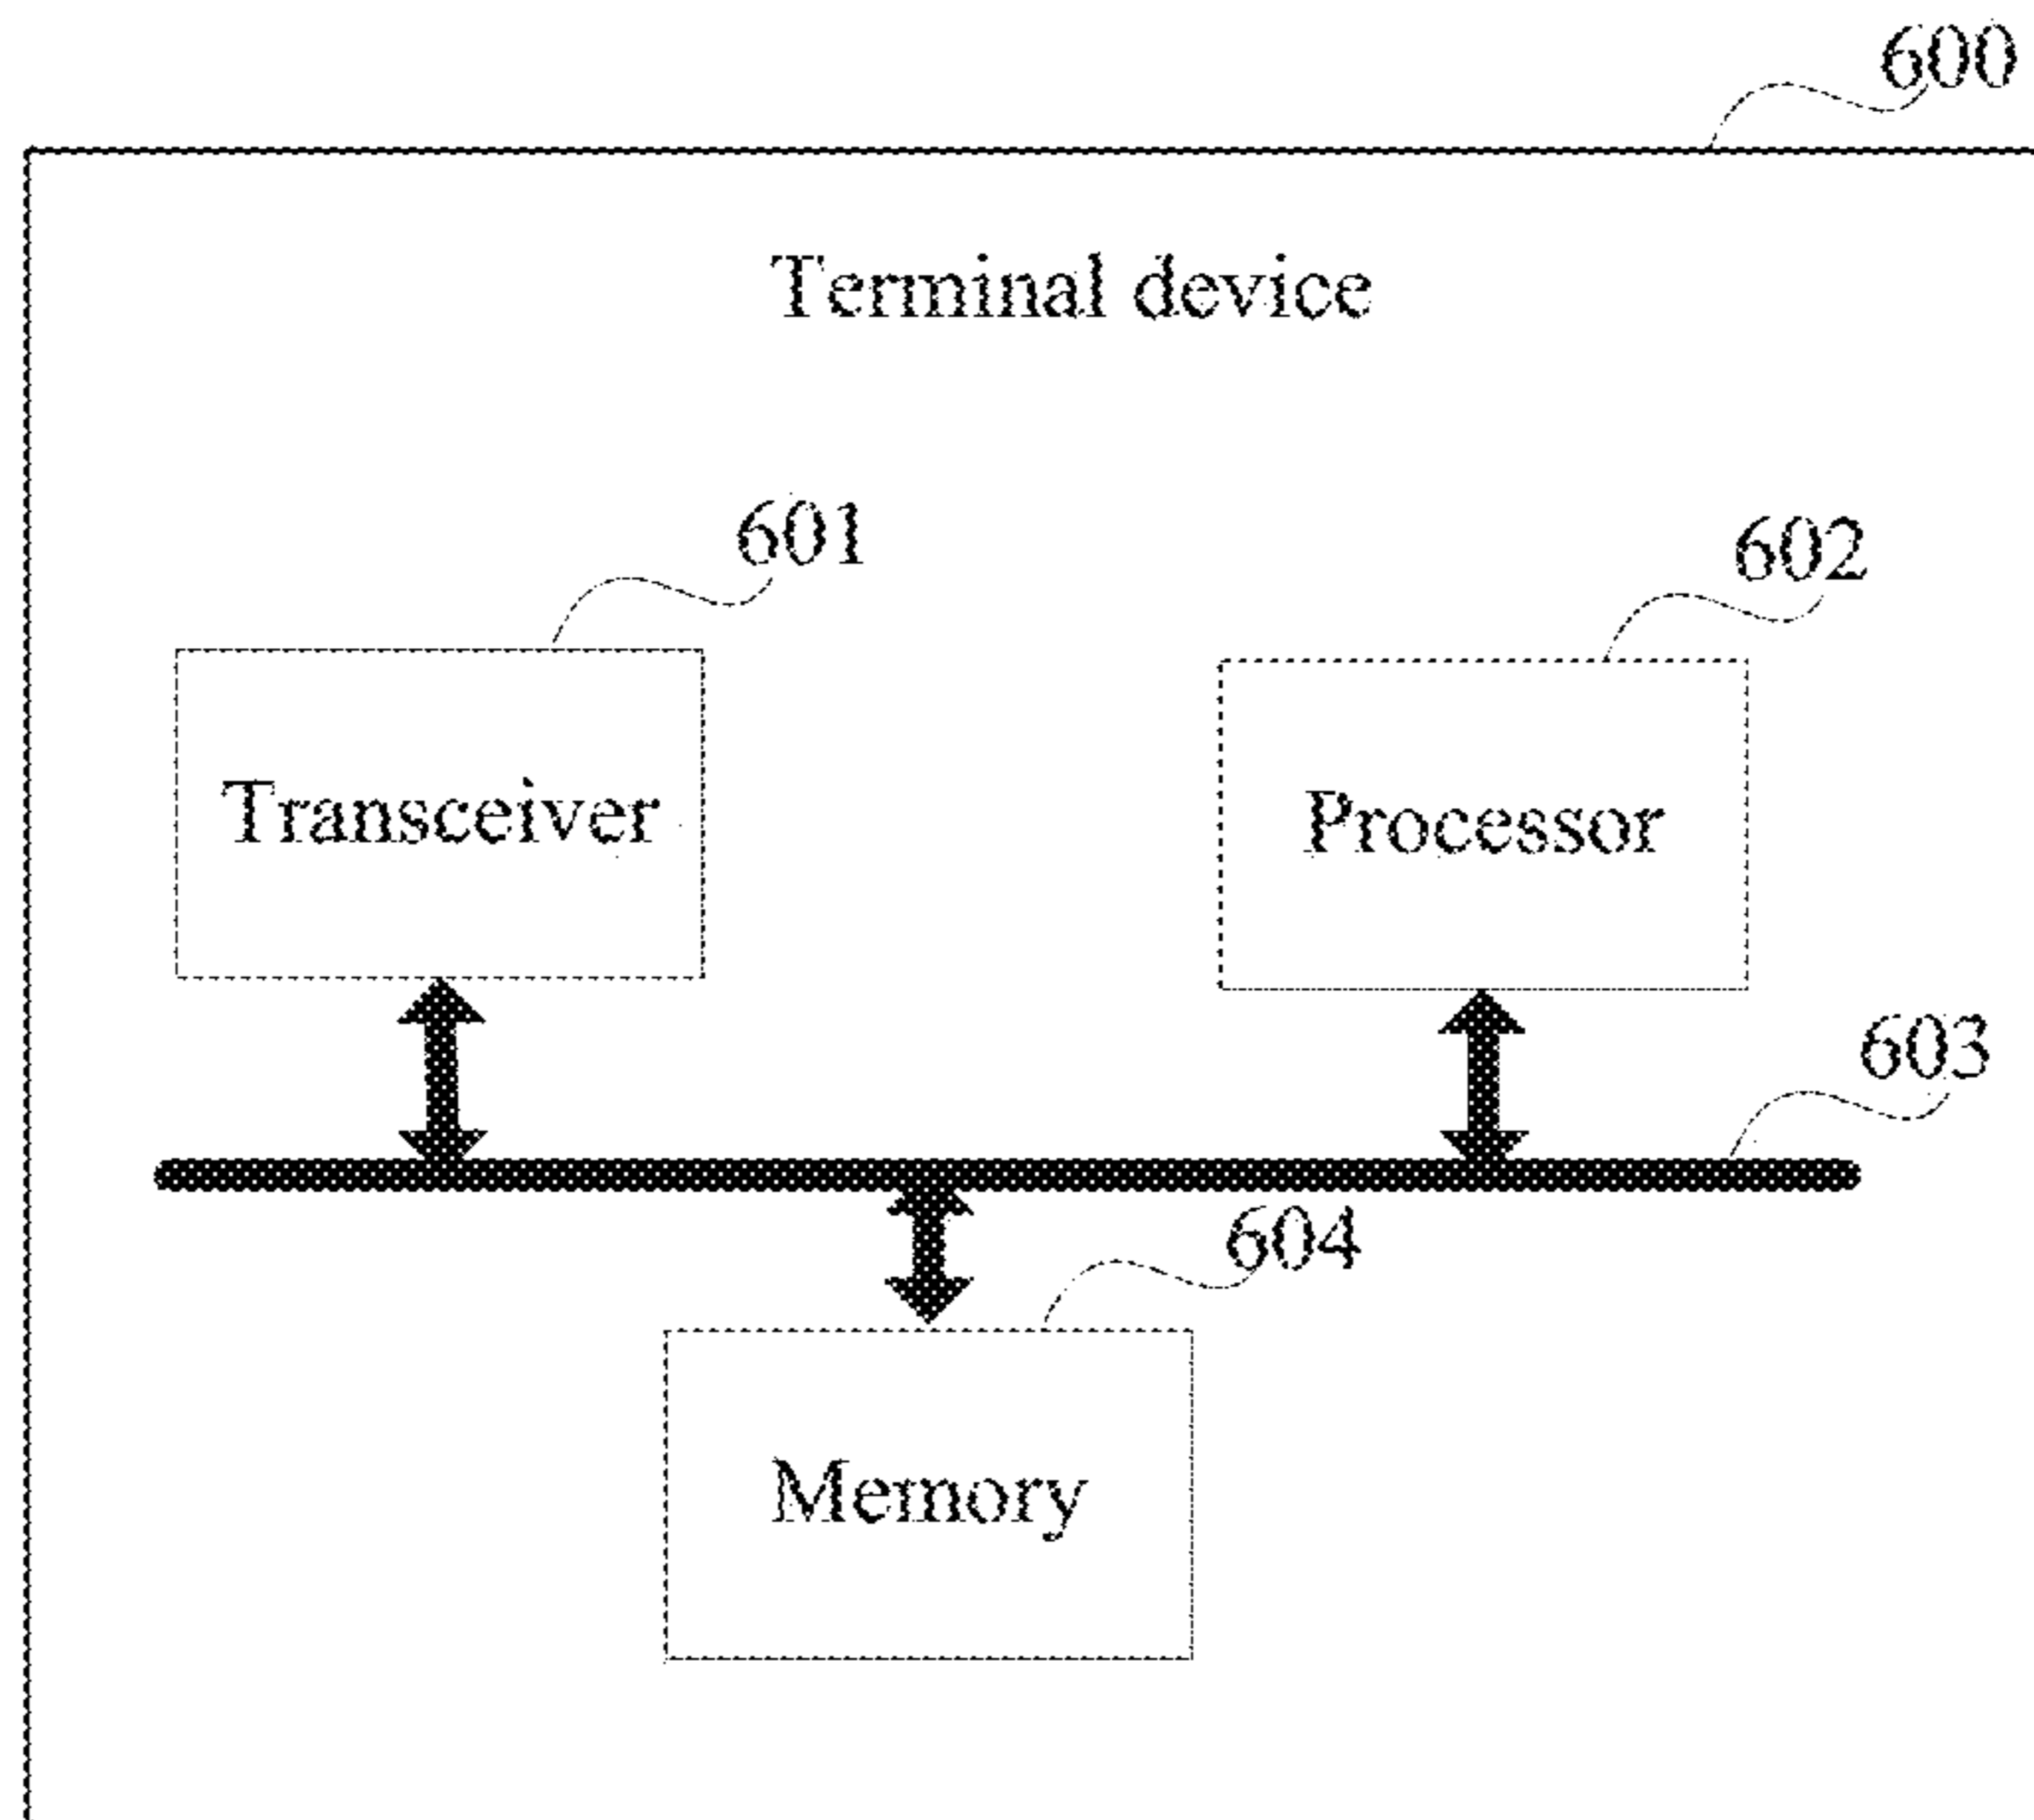 600
Terminal device
601
602
Transceiver
Processor
603
604
Memory